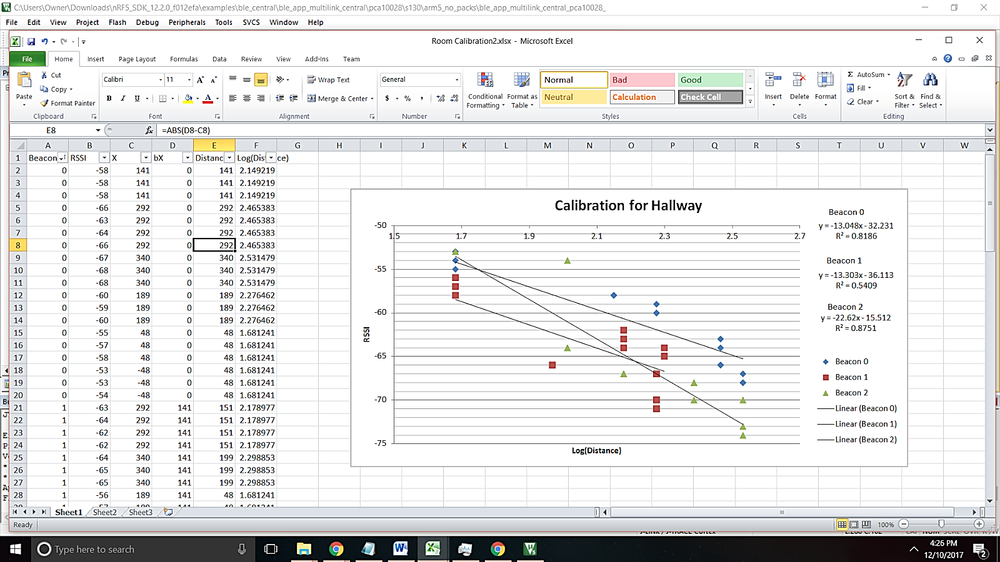 C:\Users\Owner\Downloads\nRF5_SDK_12.2.0_f012efa\examples\ble_central\ble_app_multilink_central\pca10028\s130\arm5_no_packs\ble_app_multilink_central_pca10028_
File Edit View Project Flash Debug Peripherals Tools SVCS Window Help
Room Calibration2.xlsx - Microsoft Excel
File Home Insert Page Layout Formulas Data Review View Add-Ins Team
Paste Cut Copy Format Painter Clipboard
Calibri 11 B I U A Font
Wrap Text Merge & Center Alignment
General $ % , Number
Conditional Formatting Format as Table Normal Bad Good Neutral Calculation Check Cell Styles
Insert Delete Format Cells
Σ AutoSum Fill Clear Sort & Filter Find & Select Editing
E8 fx =ABS(D8-C8)
A B C D E F G H I J K L M N O P Q R S T U V W
1 Beacon RSSI X bX Distanc Log(Dist ce)
2 0 -58 141 0 141 2.149219
3 0 -58 141 0 141 2.149219
4 0 -58 141 0 141 2.149219
5 0 -66 292 0 292 2.465383
6 0 -63 292 0 292 2.465383
7 0 -64 292 0 292 2.465383
8 0 -66 292 0 292 2.465383
9 0 -67 340 0 340 2.531479
10 0 -68 340 0 340 2.531479
11 0 -68 340 0 340 2.531479
12 0 -60 189 0 189 2.276462
13 0 -59 189 0 189 2.276462
14 0 -60 189 0 189 2.276462
15 0 -55 48 0 48 1.681241
16 0 -57 48 0 48 1.681241
17 0 -58 48 0 48 1.681241
18 0 -53 -48 0 48 1.681241
19 0 -53 -48 0 48 1.681241
20 0 -54 -48 0 48 1.681241
21 1 -63 292 141 151 2.178977
22 1 -64 292 141 151 2.178977
23 1 -62 292 141 151 2.178977
24 1 -62 292 141 151 2.178977
25 1 -64 340 141 199 2.298853
26 1 -65 340 141 199 2.298853
27 1 -65 340 141 199 2.298853
28 1 -56 189 141 48 1.681241
Calibration for Hallway
-50
1.5 1.7 1.9 2.1 2.3 2.5 2.7
-55
-60
-65
-70
-75
RSSI
Log(Distance)
Beacon 0
y = -13.048x - 32.231
R² = 0.8186
Beacon 1
y = -13.303x - 36.113
R² = 0.5409
Beacon 2
y = -22.62x - 15.512
R² = 0.8751
Beacon 0
Beacon 1
Beacon 2
Linear (Beacon 0)
Linear (Beacon 1)
Linear (Beacon 2)
Sheet1 Sheet2 Sheet3
Ready 100%
Type here to search
4:26 PM
12/10/2017
2